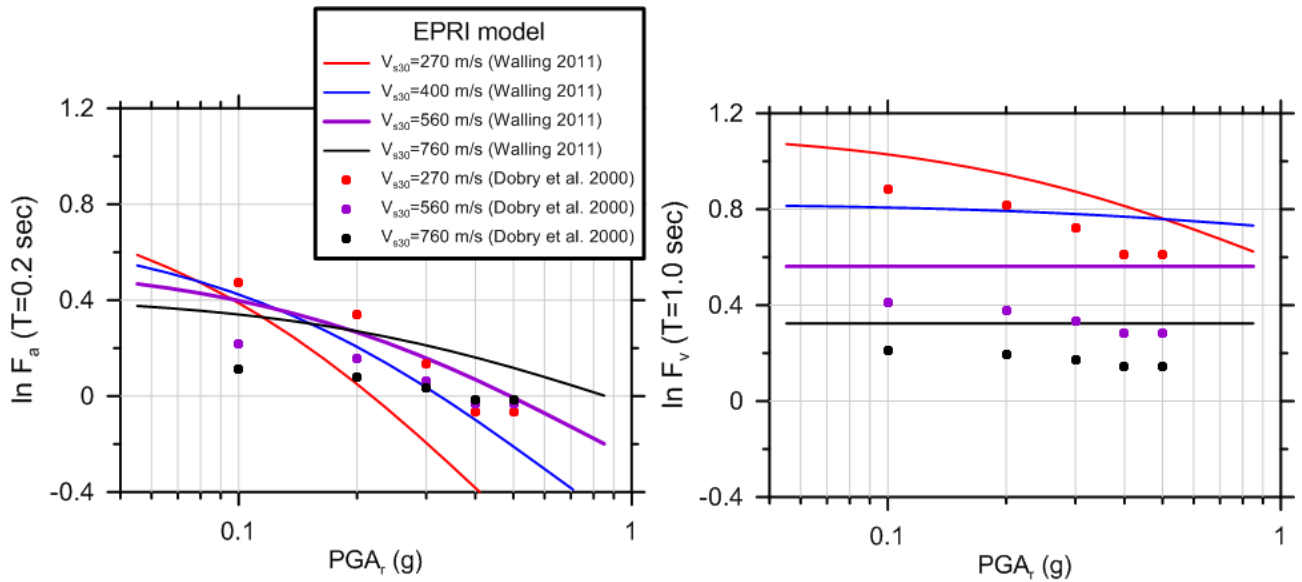 EPRI model
Vs30=270 m/s (Walling 2011)
Vs30=400 m/s (Walling 2011)
Vs30=560 m/s (Walling 2011)
Vs30=760 m/s (Walling 2011)
Vs30=270 m/s (Dobry et al. 2000)
Vs30=560 m/s (Dobry et al. 2000)
Vs30=760 m/s (Dobry et al. 2000)
ln Fa (T=0.2 sec)
1.2
0.8
0.4
0
-0.4
0.1
1
PGAr (g)
ln Fv (T=1.0 sec)
1.2
0.8
0.4
0
-0.4
0.1
1
PGAr (g)